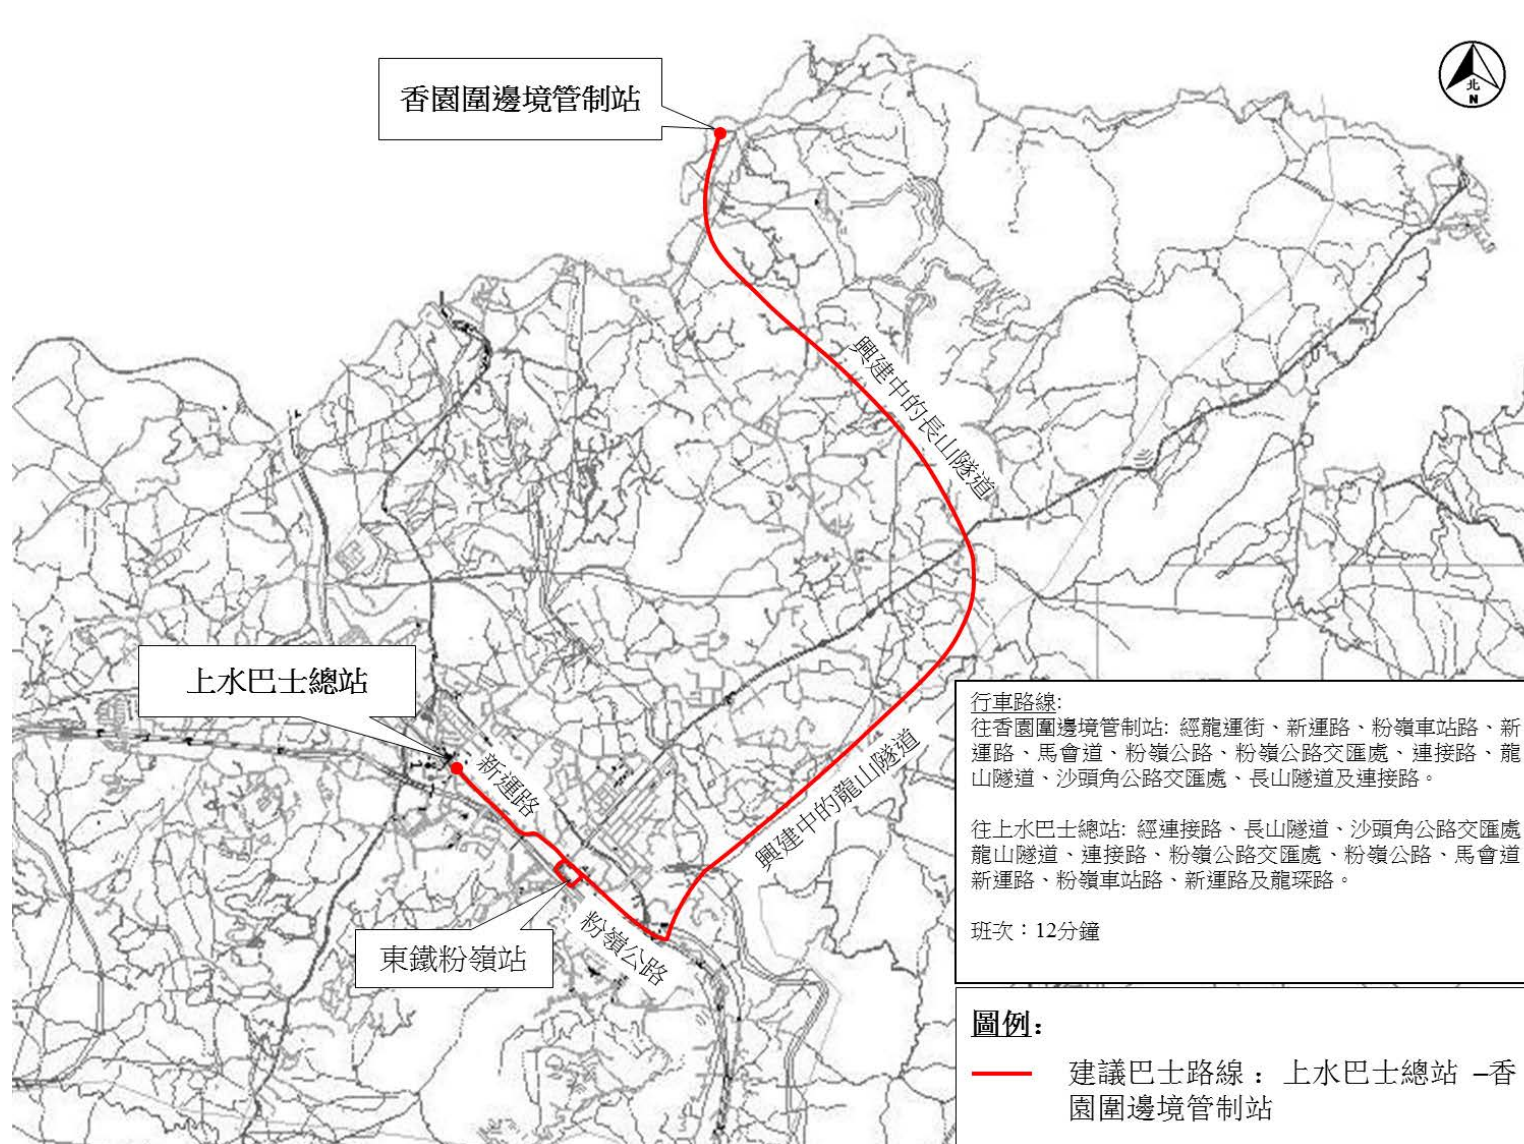 香園圍邊境管制站
北
N
興建中的長山隧道
上水巴士總站
新運路
興建中的龍山隧道
東鐵粉嶺站
粉嶺公路
行車路線:
往香園圍邊境管制站: 經龍運街、新運路、粉嶺車站路、新
運路、馬會道、粉嶺公路、粉嶺公路交匯處、連接路、龍
山隧道、沙頭角公路交匯處、長山隧道及連接路。
往上水巴士總站: 經連接路、長山隧道、沙頭角公路交匯處
龍山隧道、連接路、粉嶺公路交匯處、粉嶺公路、馬會道
新運路、粉嶺車站路、新運路及龍琛路。
班次：12分鐘
圖例：
建議巴士路線 ： 上水巴士總站 –香
園圍邊境管制站